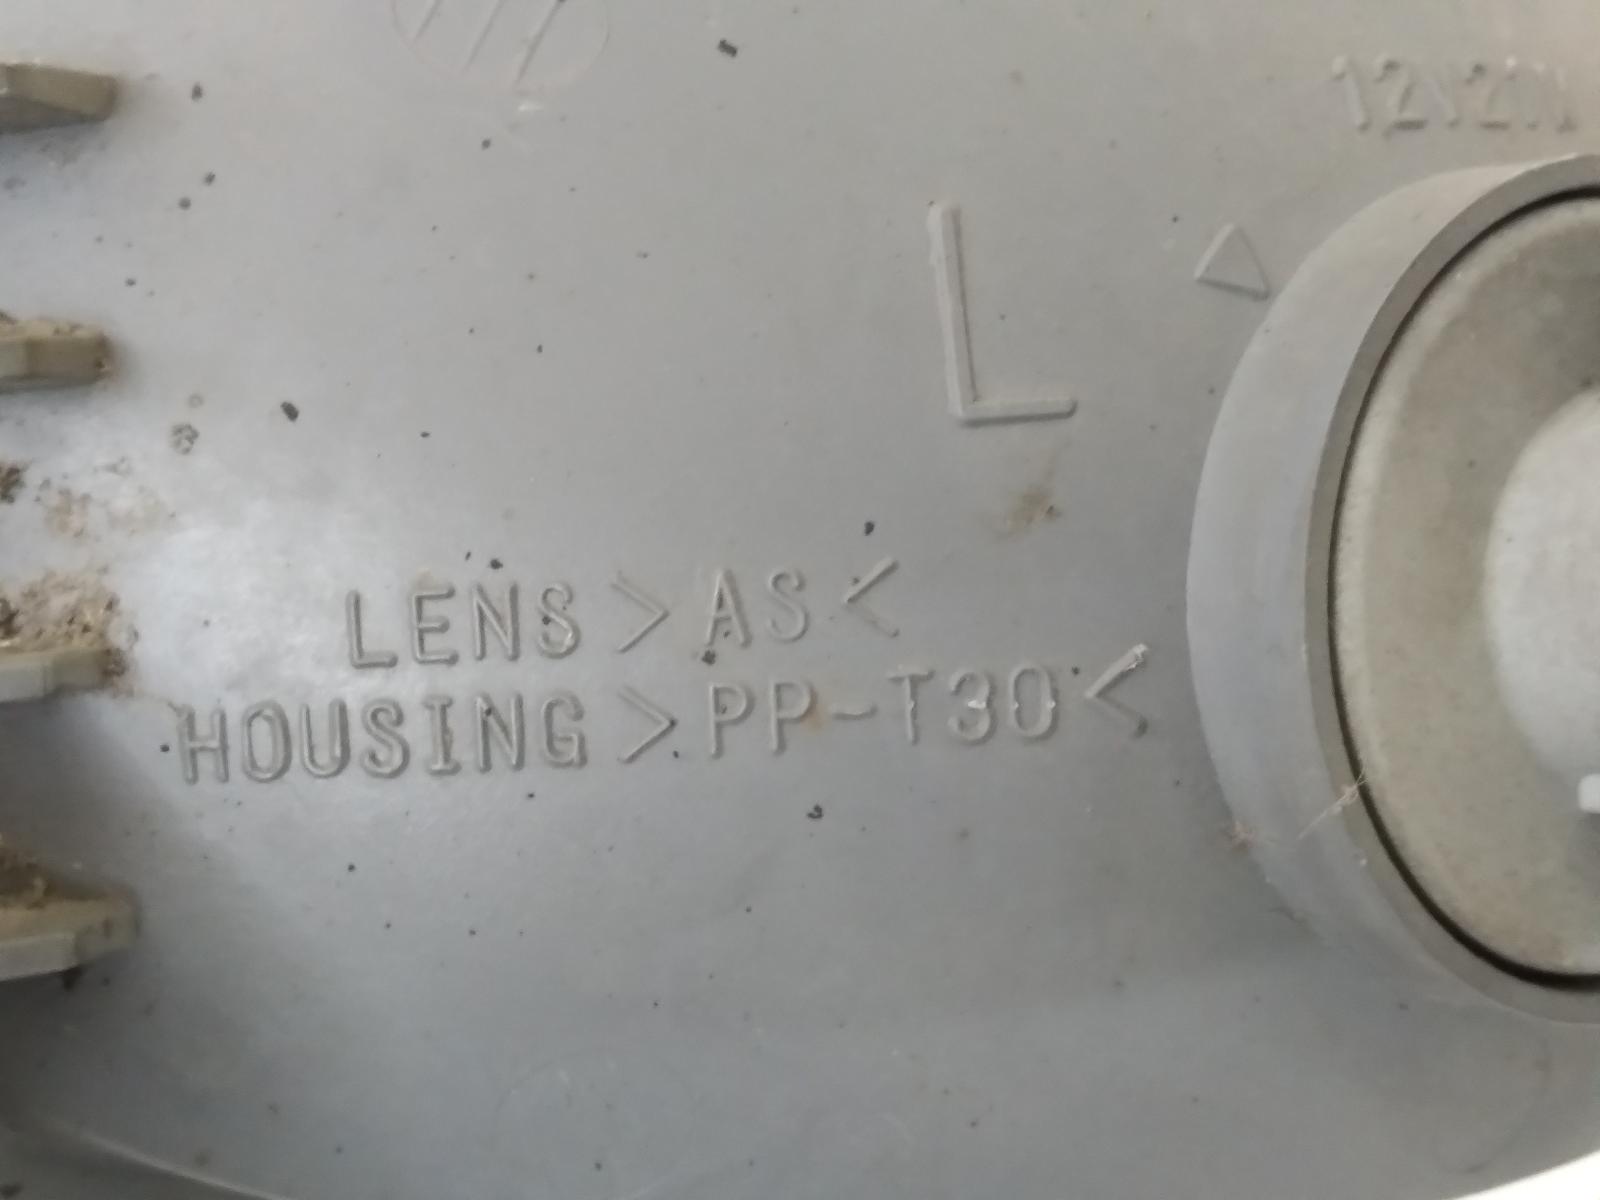 L
LENS >AS<
HOUSING >PP-T30<